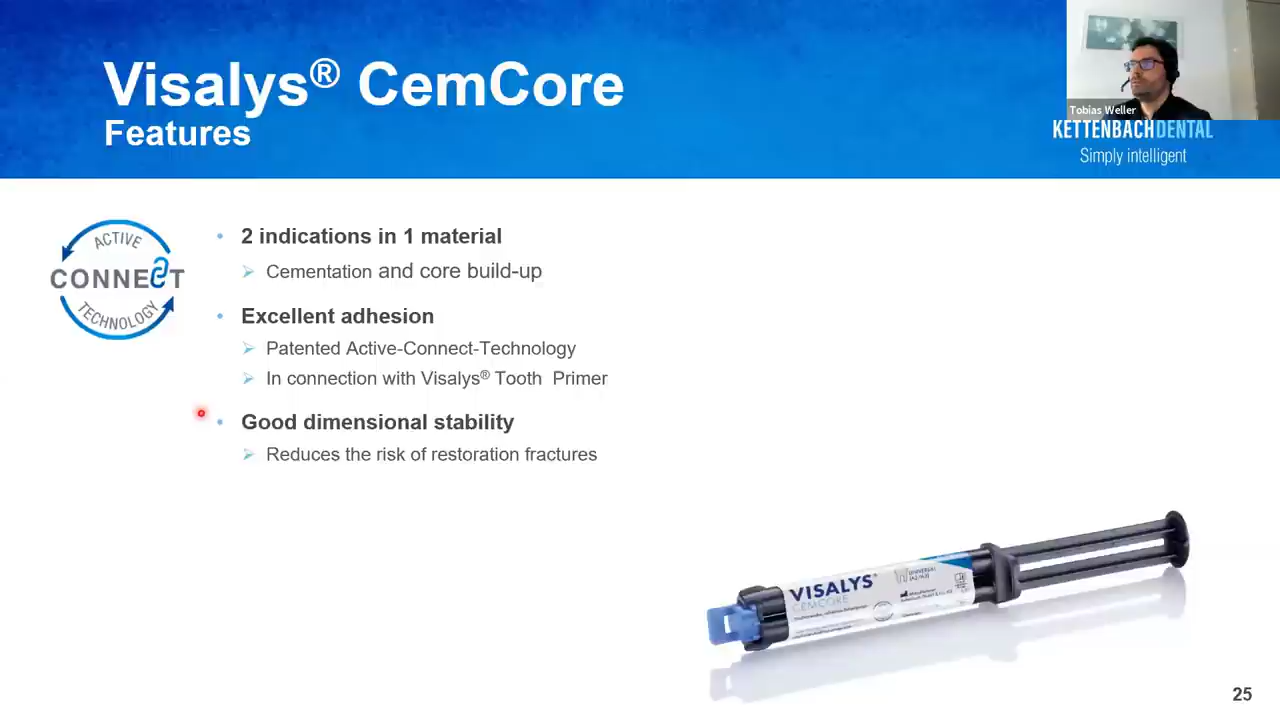 Visalys® CemCore
Features
Tobias Weller
KETTENBACHDENTAL
Simply intelligent
ACTIVE
CONNECT
TECHNOLOGY
• 2 indications in 1 material
Cementation and core build-up
• Excellent adhesion
Patented Active-Connect-Technology
In connection with Visalys® Tooth Primer
• Good dimensional stability
Reduces the risk of restoration fractures
VISALYS®
CEMCORE
UNIVERSAL
25